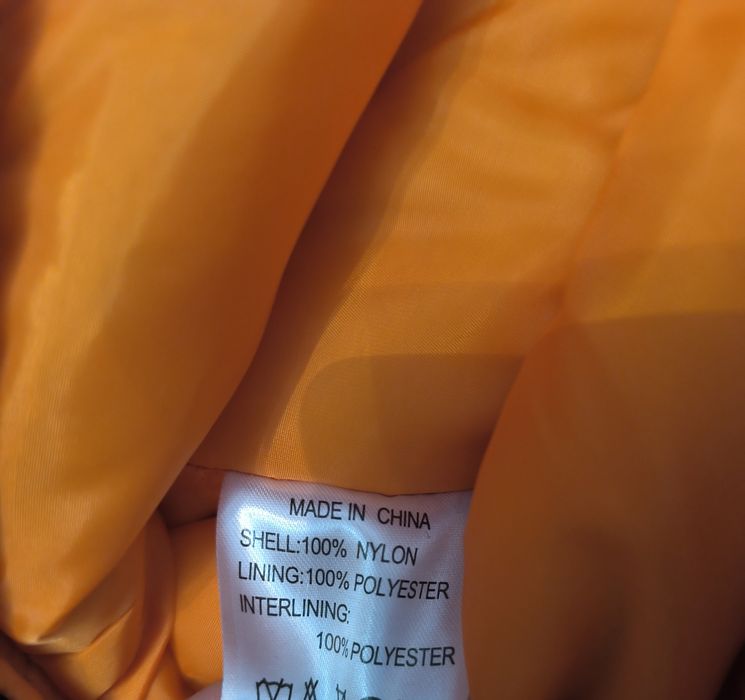 MADE IN CHINA
SHELL:100% NYLON
LINING:100% POLYESTER
INTERLINING:
100% POLYESTER